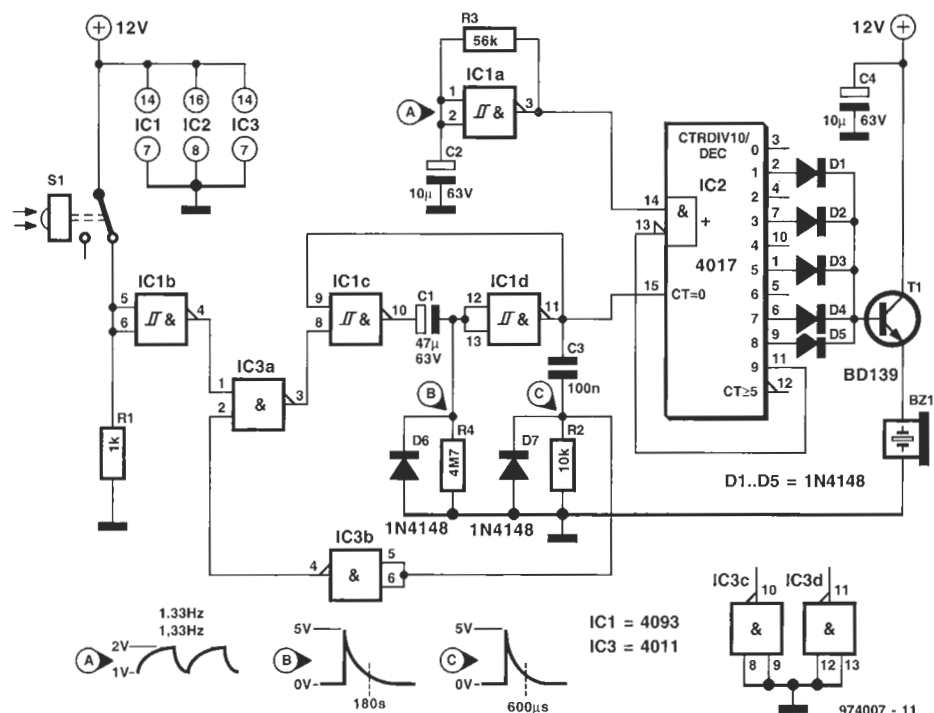 12V
14
16
14
IC1
IC2
IC3
7
8
7
S1
R3
56k
IC1a
1
2
3
A
C2
10μ
63V
12V
C4
10μ
63V
CTRDIV10/
DEC
IC2
4017
14
&
+
13
15
CT=0
0
3
1
2
2
4
3
7
4
10
5
1
6
5
7
6
8
9
9
11
CT≥5
12
D1
D2
D3
D4
D5
T1
BD139
BZ1
D1..D5 = 1N4148
IC1b
5
6
&
4
R1
1k
IC3a
1
2
&
3
IC1c
9
8
&
10
C1
47μ
63V
IC1d
12
13
&
11
C3
100n
B
C
D6
1N4148
R4
4M7
D7
1N4148
R2
10k
IC3b
4
&
5
6
A
1.33Hz
1,33Hz
2V
1V
B
5V
0V
180s
C
5V
0V
600μs
IC1 = 4093
IC3 = 4011
IC3c
10
&
8
9
IC3d
11
&
12
13
974007 - 11